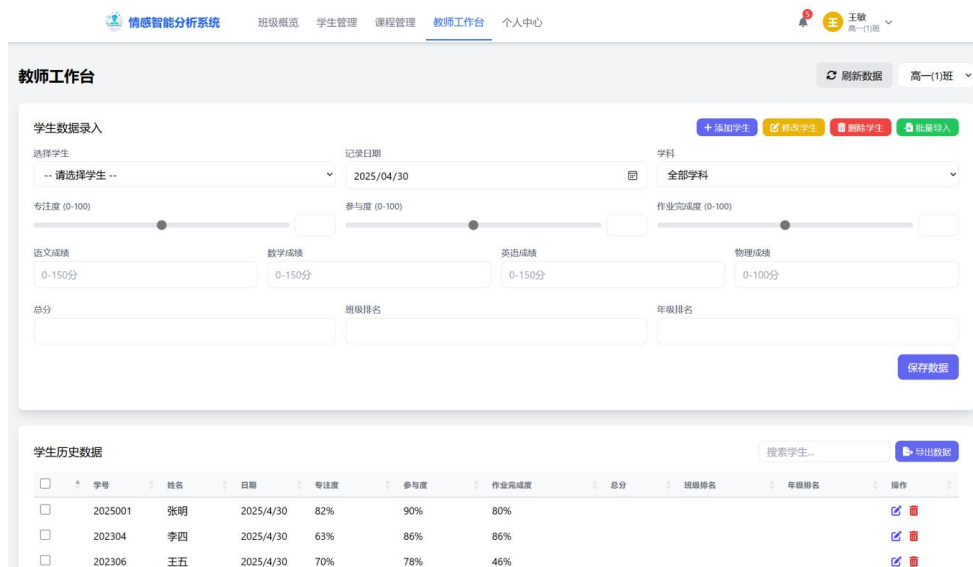 情感智能分析系统 班级概览 学生管理 课程管理 教师工作台 个人中心 5 王 王敏
高一(1)班
教师工作台 刷新数据 高一(1)班
学生数据录入 +添加学生 修改学生 删除学生 批量导入
选择学生 记录日期 学科
-- 请选择学生 -- 2025/04/30 全部学科
专注度 (0-100) 参与度 (0-100) 作业完成度 (0-100)
语文成绩 数学成绩 英语成绩 物理成绩
0-150分 0-150分 0-150分 0-100分
总分 班级排名 年级排名
保存数据
学生历史数据 搜索学生... 导出数据
学号 姓名 日期 专注度 参与度 作业完成度 总分 班级排名 年级排名 操作
2025001 张明 2025/4/30 82% 90% 80%
202304 李四 2025/4/30 63% 86% 86%
202306 王五 2025/4/30 70% 78% 46%